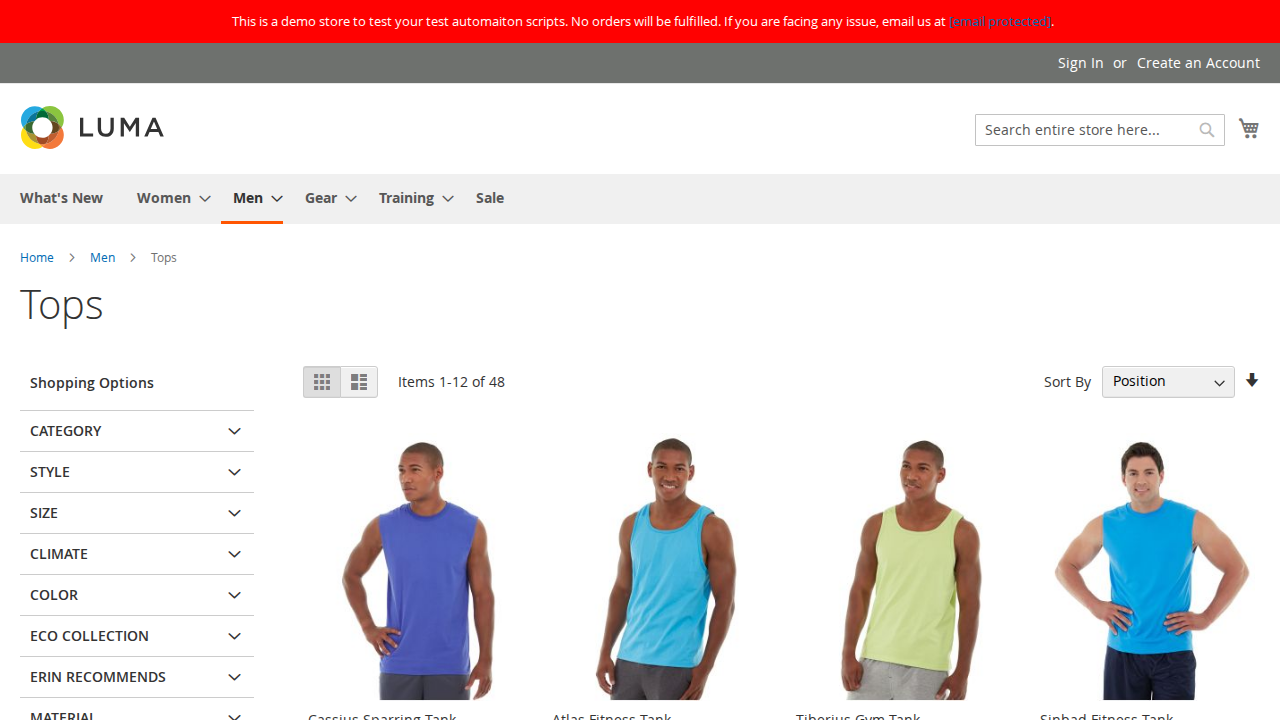 This is a demo store to test your test automaiton scripts. No orders will be fulfilled. If you are facing any issue, email us at [email protected].
Sign In or Create an Account
LUMA
Search entire store here...
What's New Women Men Gear Training Sale
Home Men Tops
Tops
Shopping Options
Items 1-12 of 48
Sort By Position
CATEGORY
STYLE
SIZE
CLIMATE
COLOR
ECO COLLECTION
ERIN RECOMMENDS
MATERIAL
Cassius Sparring Tank
Atlas Fitness Tank
Tiberius Gym Tank
Sinbad Fitness Tank